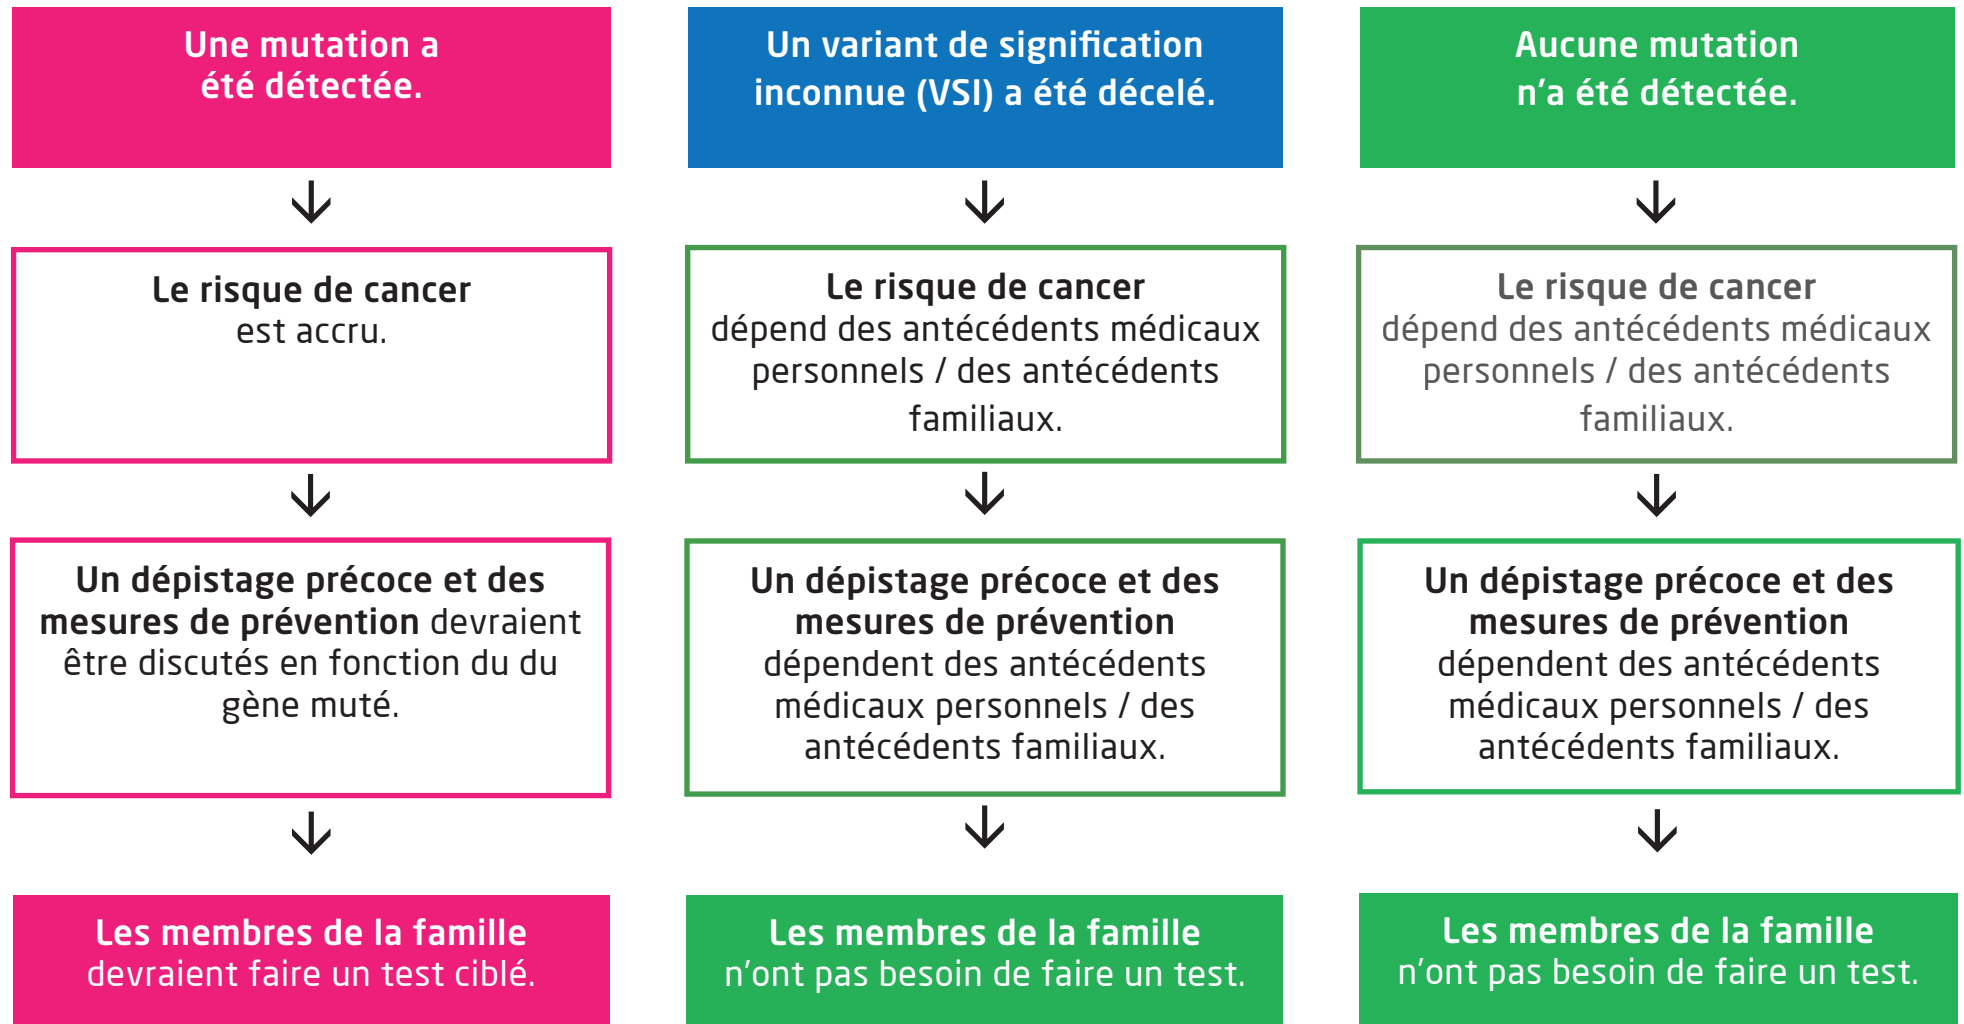 Une mutation a
été détectée.
Le risque de cancer
est accru.
Un dépistage précoce et des
mesures de prévention devraient
être discutés en fonction du du
gène muté.
Les membres de la famille
devraient faire un test ciblé.
Un variant de signification
inconnue (VSI) a été décelé.
Le risque de cancer
dépend des antécédents médicaux
personnels / des antécédents
familiaux.
Un dépistage précoce et des
mesures de prévention
dépendent des antécédents
médicaux personnels / des
antécédents familiaux.
Les membres de la famille
n’ont pas besoin de faire un test.
Aucune mutation
n’a été détectée.
Le risque de cancer
dépend des antécédents médicaux
personnels / des antécédents
familiaux.
Un dépistage précoce et des
mesures de prévention
dépendent des antécédents
médicaux personnels / des
antécédents familiaux.
Les membres de la famille
n’ont pas besoin de faire un test.